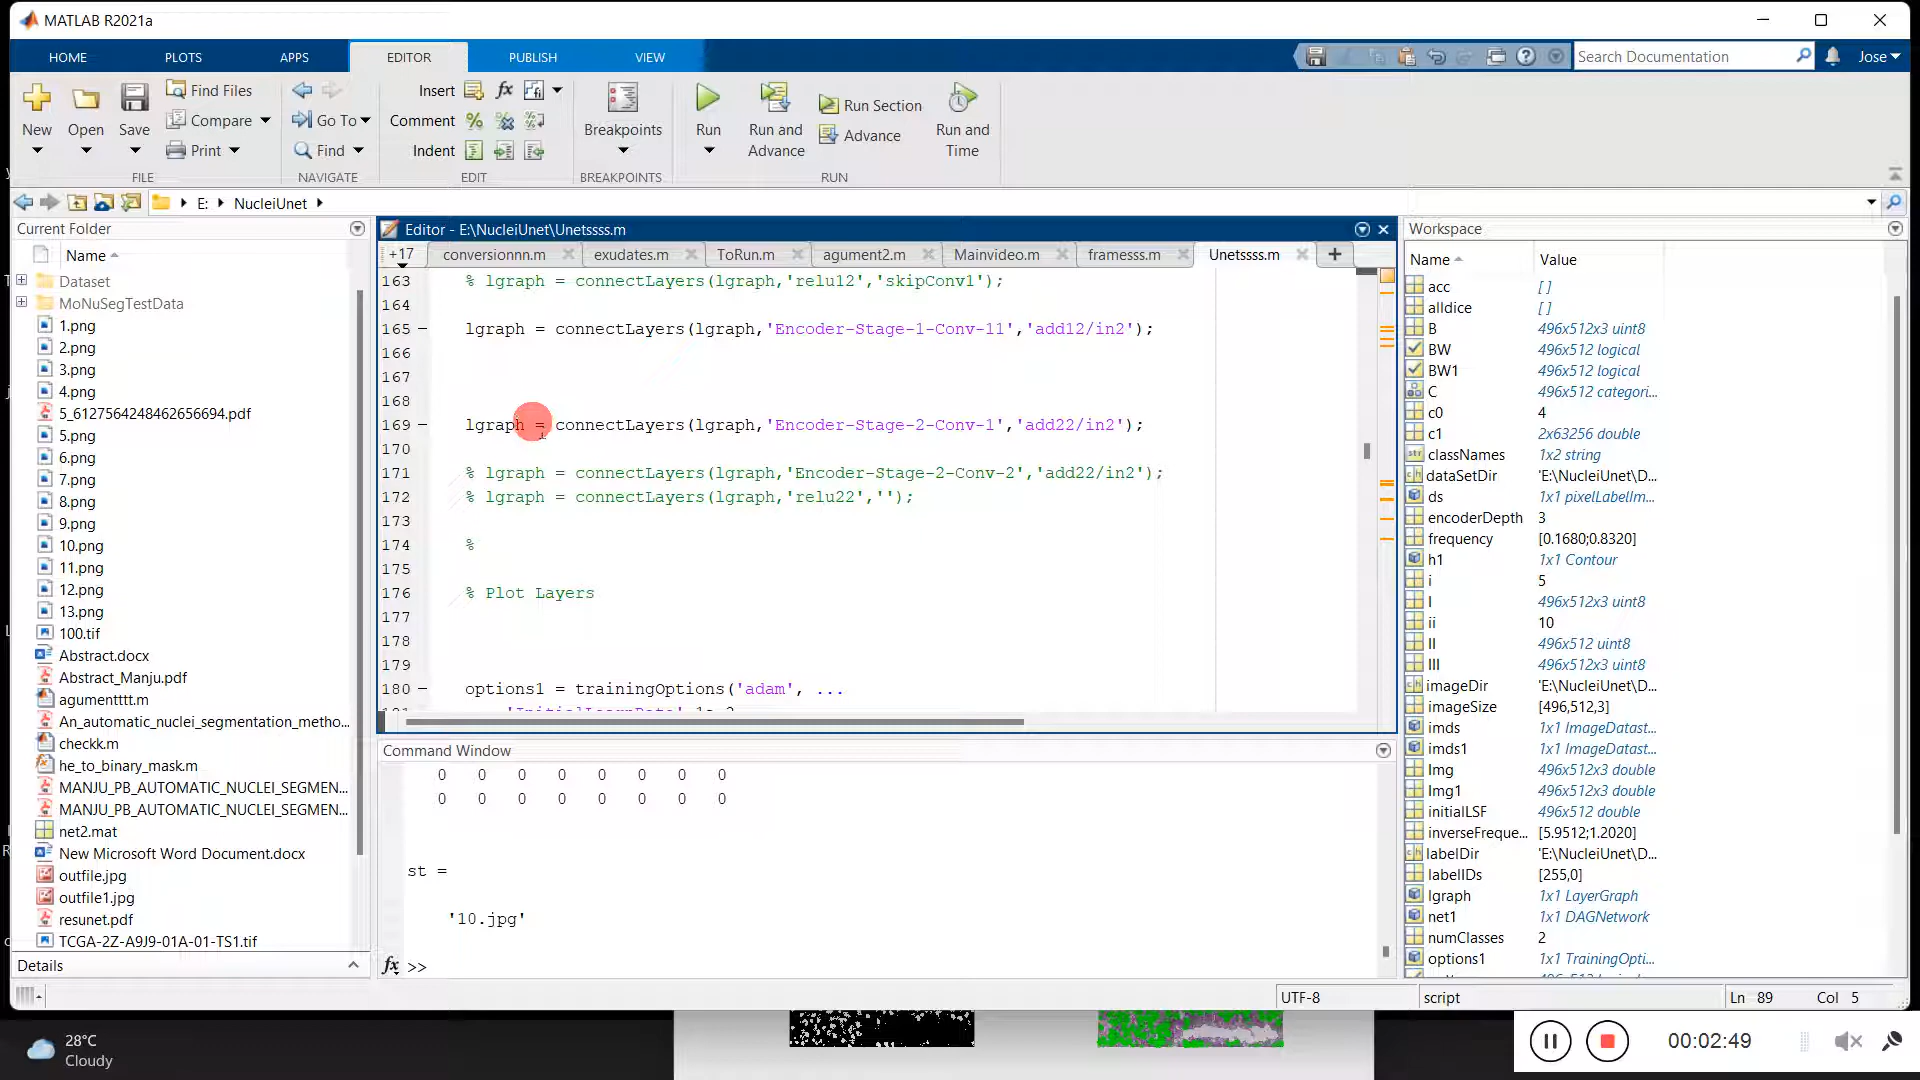 MATLAB R2021a
HOME PLOTS APPS EDITOR PUBLISH VIEW
Search Documentation
Jose
New Open Save Find Files Compare Print
Go To Find
Insert fx
Comment
Indent
Breakpoints
Run Run and Advance Run Section Advance Run and Time
FILE NAVIGATE EDIT BREAKPOINTS RUN
E: NucleiUnet
Current Folder
Name
Dataset
MoNuSegTestData
1.png
2.png
3.png
4.png
5_6127564248462656694.pdf
5.png
6.png
7.png
8.png
9.png
10.png
11.png
12.png
13.png
100.tif
Abstract.docx
Abstract_Manju.pdf
agumentttt.m
An_automatic_nuclei_segmentation_metho...
checkk.m
he_to_binary_mask.m
MANJU_PB_AUTOMATIC_NUCLEI_SEGMEN...
MANJU_PB_AUTOMATIC_NUCLEI_SEGMEN...
net2.mat
New Microsoft Word Document.docx
outfile.jpg
outfile1.jpg
resunet.pdf
TCGA-2Z-A9J9-01A-01-TS1.tif
Details
Editor - E:\NucleiUnet\Unetssss.m
+17 conversionnn.m exudates.m ToRun.m agument2.m Mainvideo.m framesss.m Unetssss.m
163 % lgraph = connectLayers(lgraph,'relu12','skipConv1');
164
165 lgraph = connectLayers(lgraph,'Encoder-Stage-1-Conv-11','add12/in2');
166
167
168
169 lgraph = connectLayers(lgraph,'Encoder-Stage-2-Conv-1','add22/in2');
170
171 % lgraph = connectLayers(lgraph,'Encoder-Stage-2-Conv-2','add22/in2');
172 % lgraph = connectLayers(lgraph,'relu22','');
173
174 %
175
176 % Plot Layers
177
178
179
180 options1 = trainingOptions('adam', ...
Command Window
0 0 0 0 0 0 0 0
0 0 0 0 0 0 0 0
st =
'10.jpg'
fx >>
Workspace
Name Value
acc [ ]
alldice [ ]
B 496x512x3 uint8
BW 496x512 logical
BW1 496x512 logical
C 496x512 categori...
c0 4
c1 2x63256 double
classNames 1x2 string
dataSetDir 'E:\NucleiUnet\D...
ds 1x1 pixelLabelIm...
encoderDepth 3
frequency [0.1680;0.8320]
h1 1x1 Contour
i 5
I 496x512x3 uint8
ii 10
II 496x512 uint8
III 496x512x3 uint8
imageDir 'E:\NucleiUnet\D...
imageSize [496,512,3]
imds 1x1 ImageDatast...
imds1 1x1 ImageDatast...
Img 496x512x3 double
Img1 496x512x3 double
initialLSF 496x512 double
inverseFreque... [5.9512;1.2020]
labelDir 'E:\NucleiUnet\D...
labelIDs [255,0]
lgraph 1x1 LayerGraph
net1 1x1 DAGNetwork
numClasses 2
options1 1x1 TrainingOpti...
UTF-8 script Ln 89 Col 5
28°C
Cloudy
00:02:49